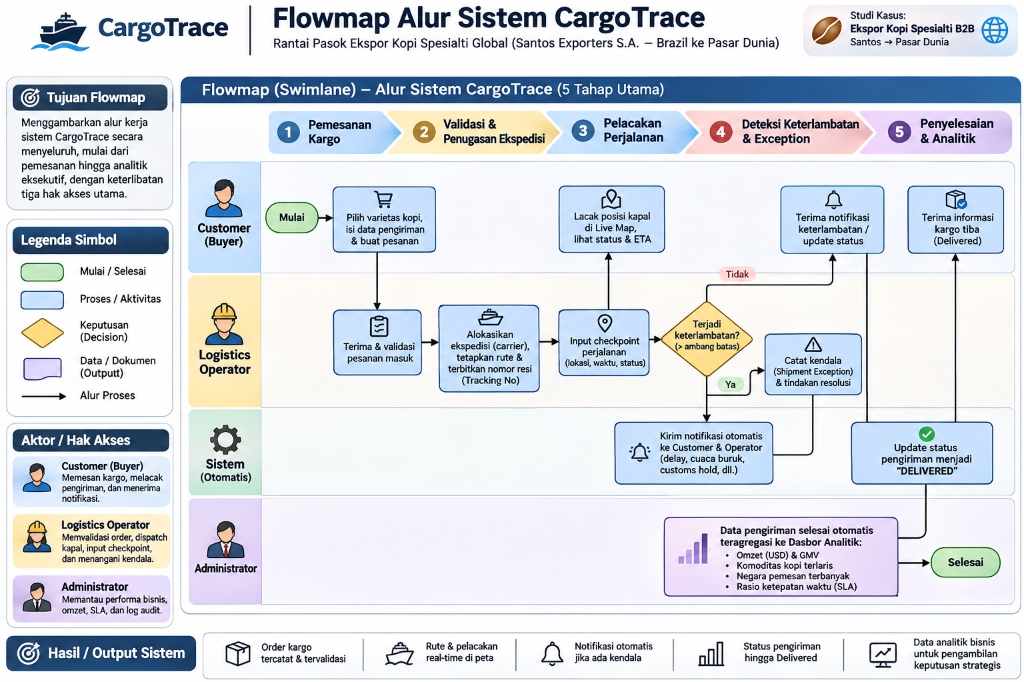 CargoTrace
Flowmap Alur Sistem CargoTrace
Rantai Pasok Ekspor Kopi Spesialti Global (Santos Exporters S.A. – Brazil ke Pasar Dunia)
Studi Kasus:
Ekspor Kopi Spesialti B2B
Santos → Pasar Dunia
Tujuan Flowmap
Menggambarkan alur kerja
sistem CargoTrace secara
menyeluruh, mulai dari
pemesanan hingga analitik
eksekutif, dengan keterlibatan
tiga hak akses utama.
Legenda Simbol
Mulai / Selesai
Proses / Aktivitas
Keputusan
(Decision)
Data / Dokumen
(Outputt)
Alur Proses
Aktor / Hak Akses
Customer (Buyer)
Memesan kargo, melacak
pengiriman, dan menerima
notifikasi.
Logistics Operator
Memvalidasi order, dispatch
kapal, input checkpoint,
dan menangani kendala.
Administrator
Memantau performa bisnis,
omzet, SLA, dan log audit.
Flowmap (Swimlane) – Alur Sistem CargoTrace (5 Tahap Utama)
1 Pemesanan
Kargo
2 Validasi &
Penugasan Ekspedisi
3 Pelacakan
Perjalanan
4 Deteksi Keterlambatan
& Exception
5 Penyelesaian
& Analitik
Customer
(Buyer)
Mulai
Pilih varietas kopi,
isi data pengiriman
& buat pesanan
Lacak posisi kapal
di Live Map,
lihat status & ETA
Terima notifikasi
keterlambatan /
update status
Terima informasi
kargo tiba
(Delivered)
Logistics
Operator
Terima & validasi
pesanan masuk
Alokasikan
ekspedisi (carrier),
tetapkan rute &
terbitkan nomor resi
(Tracking No)
Input checkpoint
perjalanan
(lokasi, waktu, status)
Terjadi
keterlambatan?
(> ambang batas)
Tidak
Ya
Catat kendala
(Shipment Exception)
& tindakan resolusi
Sistem
(Otomatis)
Kirim notifikasi otomatis
ke Customer & Operator
(delay, cuaca buruk,
customs hold, dll.)
Update status
pengiriman menjadi
"DELIVERED"
Administrator
Data pengiriman selesai otomatis
teragregasi ke Dasbor Analitik:
• Omzet (USD) & GMV
• Komoditas kopi terlaris
• Negara pemesan terbanyak
• Rasio ketepatan waktu (SLA)
Selesai
Hasil / Output Sistem
Order kargo
tercatat & tervalidasi
Rute & pelacakan
real-time di peta
Notifikasi otomatis
jika ada kendala
Status pengiriman
hingga Delivered
Data analitik bisnis
untuk pengambilan
keputusan strategis